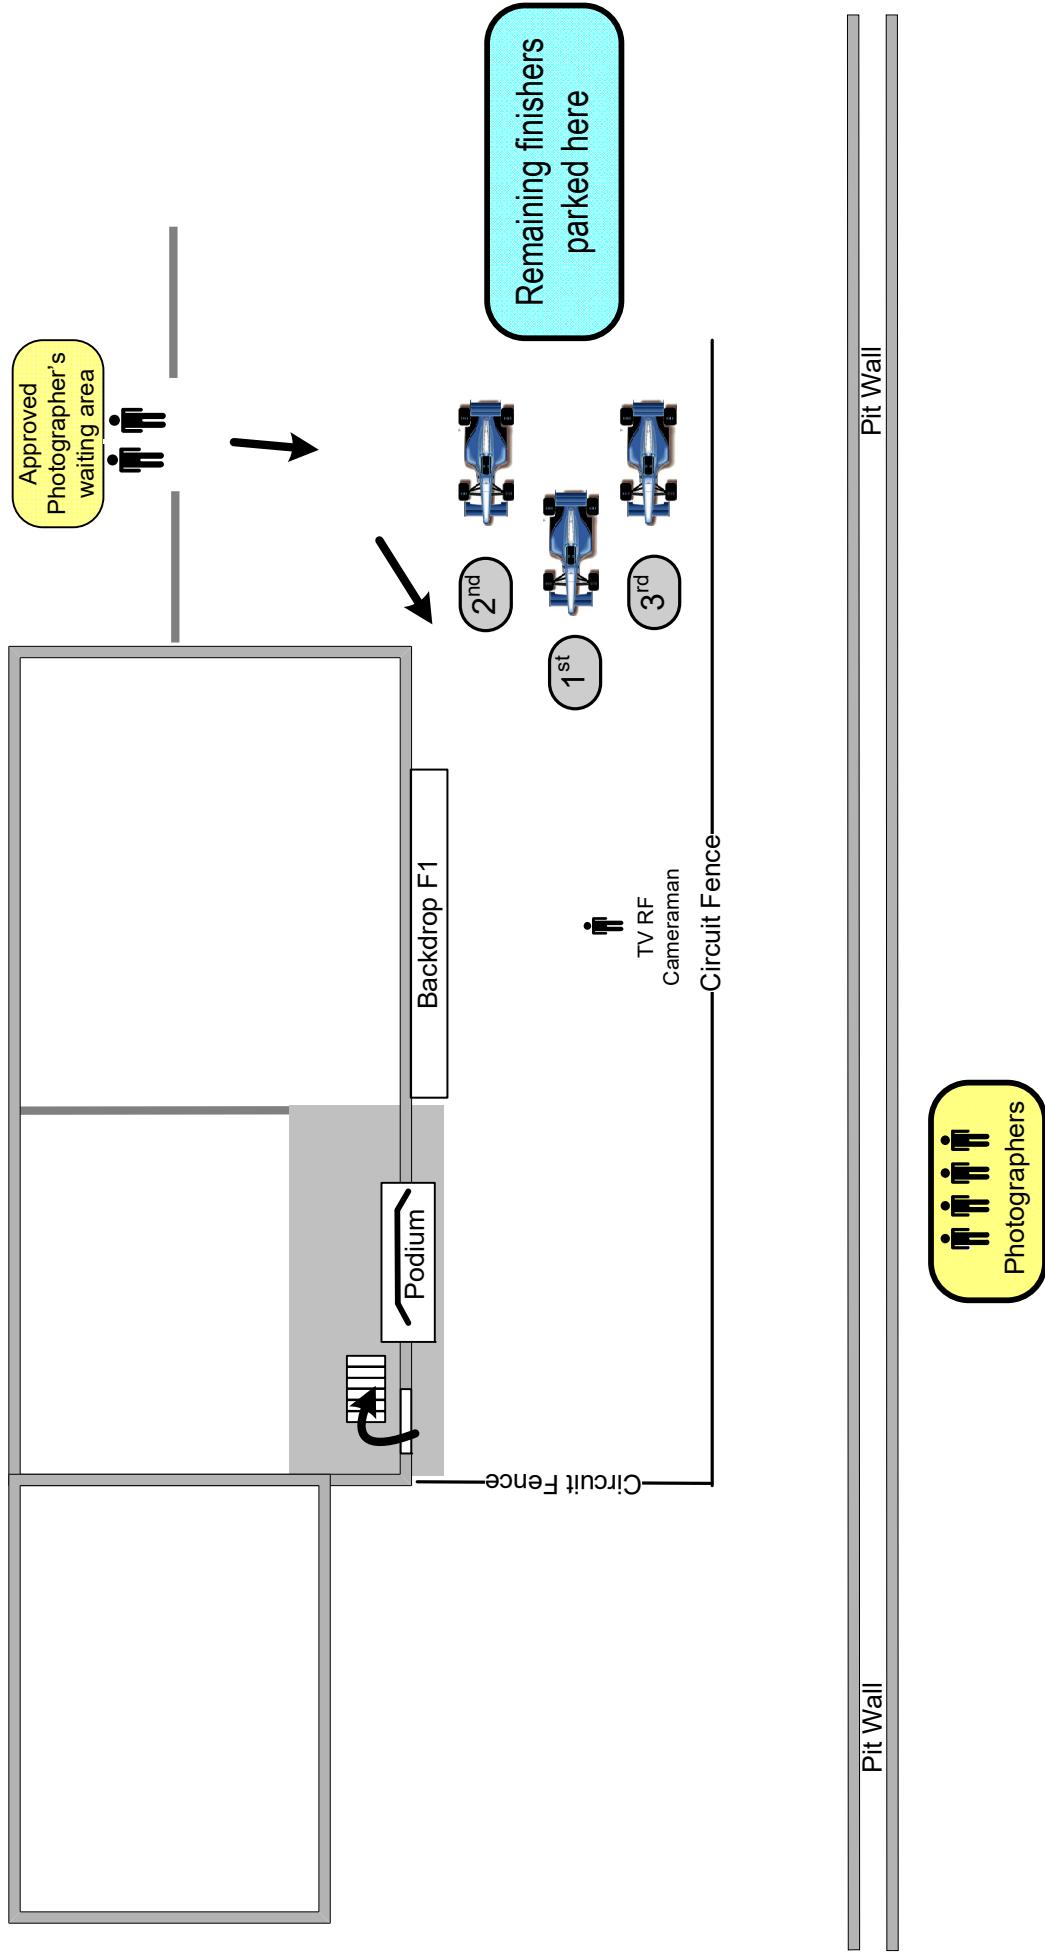 Approved
Photographer's
waiting area
Remaining finishers
parked here
2nd
1st
3rd
Backdrop F1
TV RF
Cameraman
Circuit Fence
Pit Wall
Podium
Circuit Fence
Photographers
Pit Wall